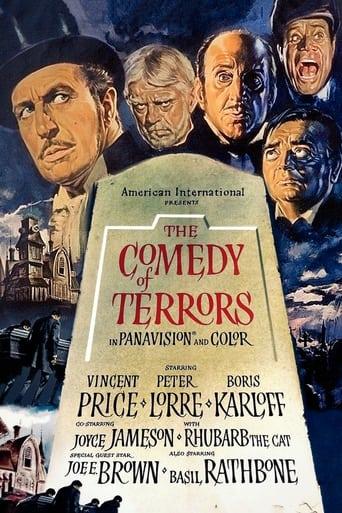 American International
PRESENTS
THE
COMEDY
of
TERRORS
IN PANAVISION® AND COLOR
STARRING
VINCENT PETER BORIS
PRICE • LORRE • KARLOFF
CO-STARRING WITH
JOYCE JAMESON • RHUBARB THE CAT
SPECIAL GUEST STAR ALSO STARRING
JOE E. BROWN • BASIL RATHBONE